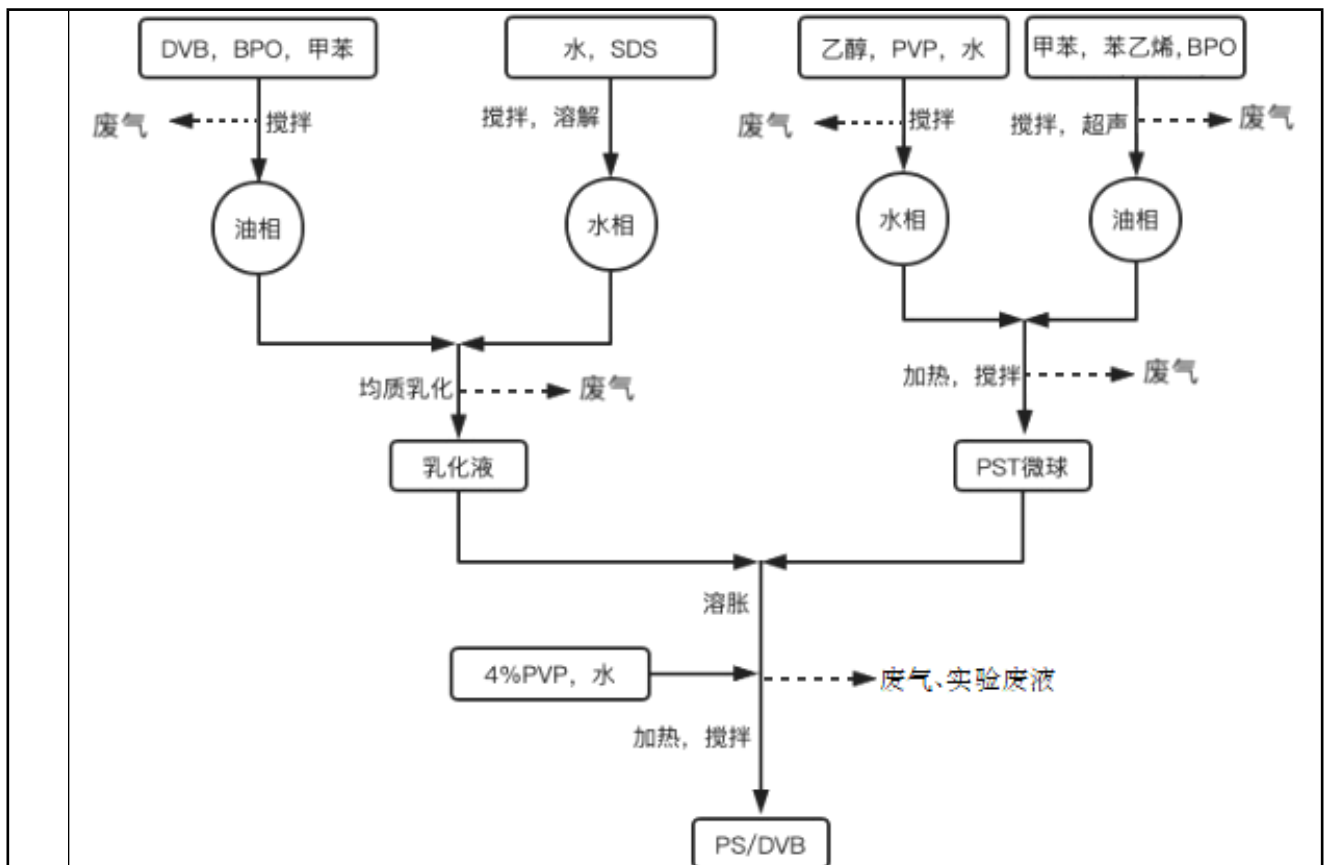 DVB，BPO，甲苯
水，SDS
乙醇，PVP，水
甲苯，苯乙烯，BPO
废气
搅拌
搅拌，溶解
废气
搅拌
搅拌，超声
废气
油相
水相
水相
油相
均质乳化
废气
加热，搅拌
废气
乳化液
PST微球
溶胀
4%PVP，水
废气、实验废液
加热，搅拌
PS/DVB